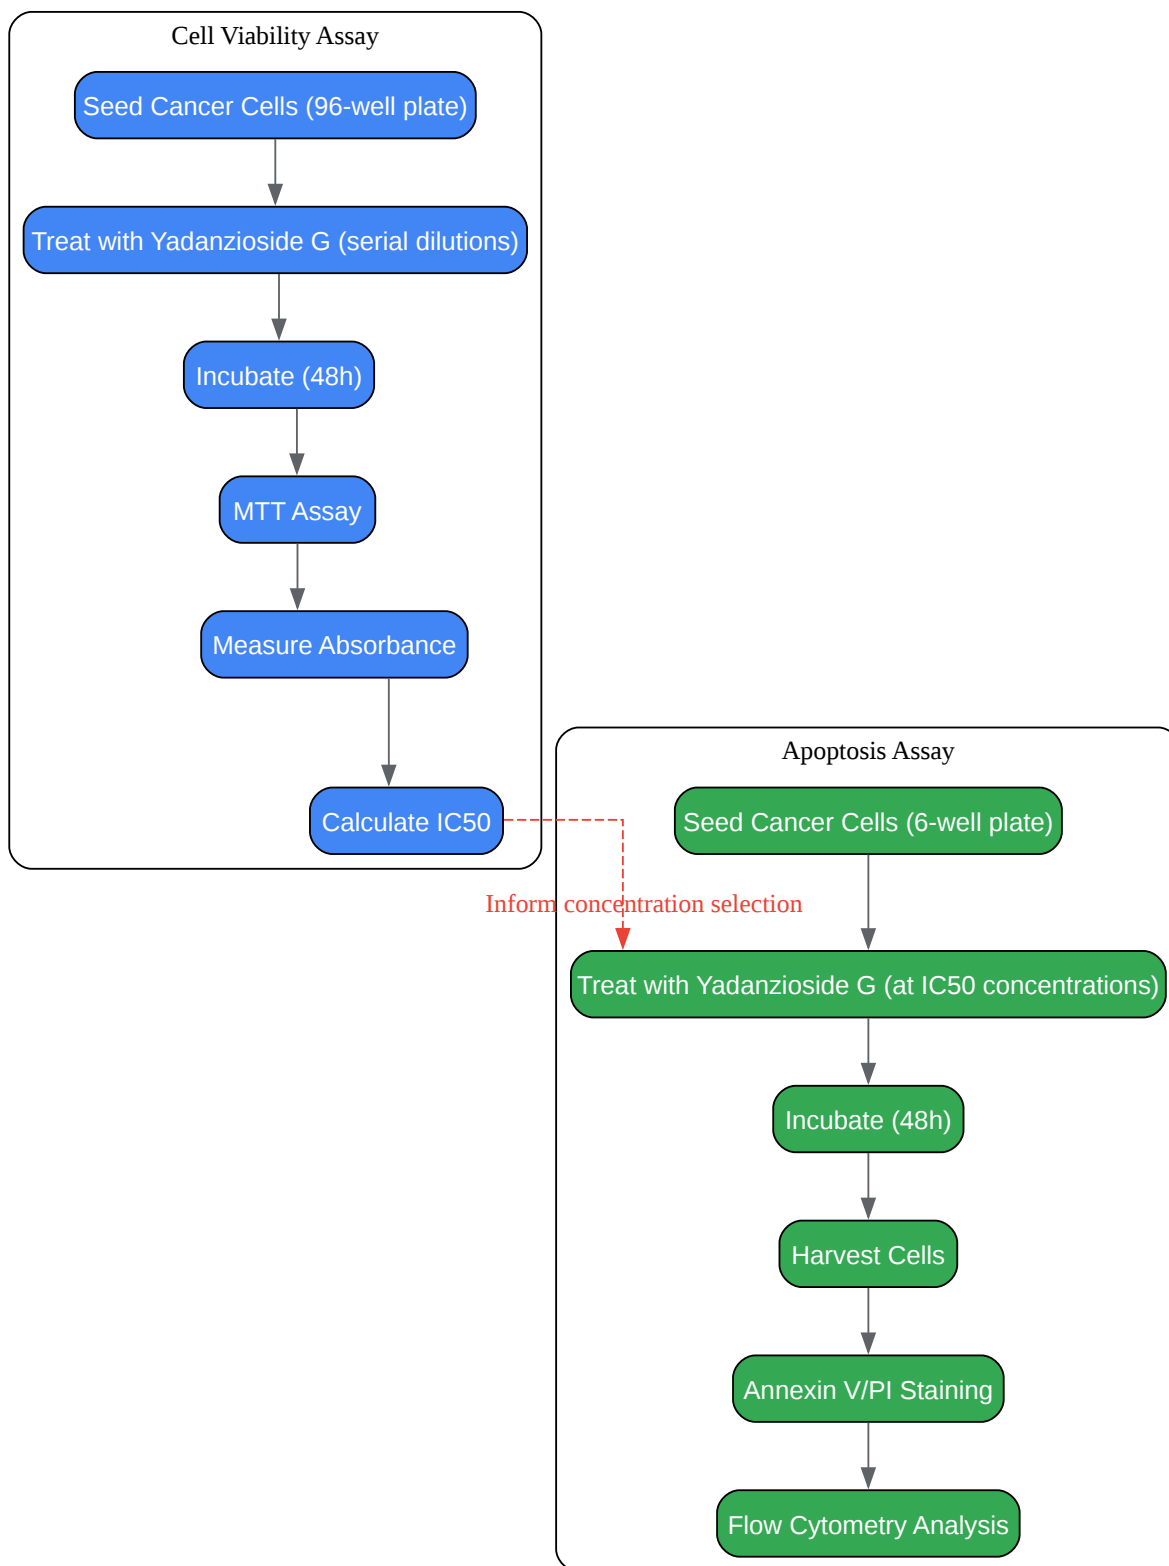 Cell Viability Assay
Seed Cancer Cells (96-well plate)
Treat with Yadanzioside G (serial dilutions)
Incubate (48h)
MTT Assay
Measure Absorbance
Calculate IC50
Inform concentration selection
Apoptosis Assay
Seed Cancer Cells (6-well plate)
Treat with Yadanzioside G (at IC50 concentrations)
Incubate (48h)
Harvest Cells
Annexin V/PI Staining
Flow Cytometry Analysis